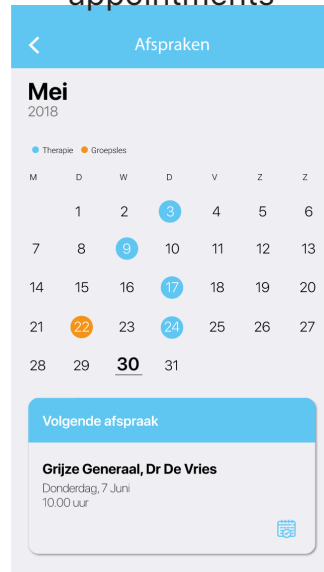 appointments
Afspraken
Mei
2018
Therapie Groepsles
M D W D V Z Z
1 2 3 4 5 6
7 8 9 10 11 12 13
14 15 16 17 18 19 20
21 22 23 24 25 26 27
28 29 30 31
Volgende afspraak
Grijze Generaal, Dr De Vries
Donderdag, 7 Juni
10.00 uur